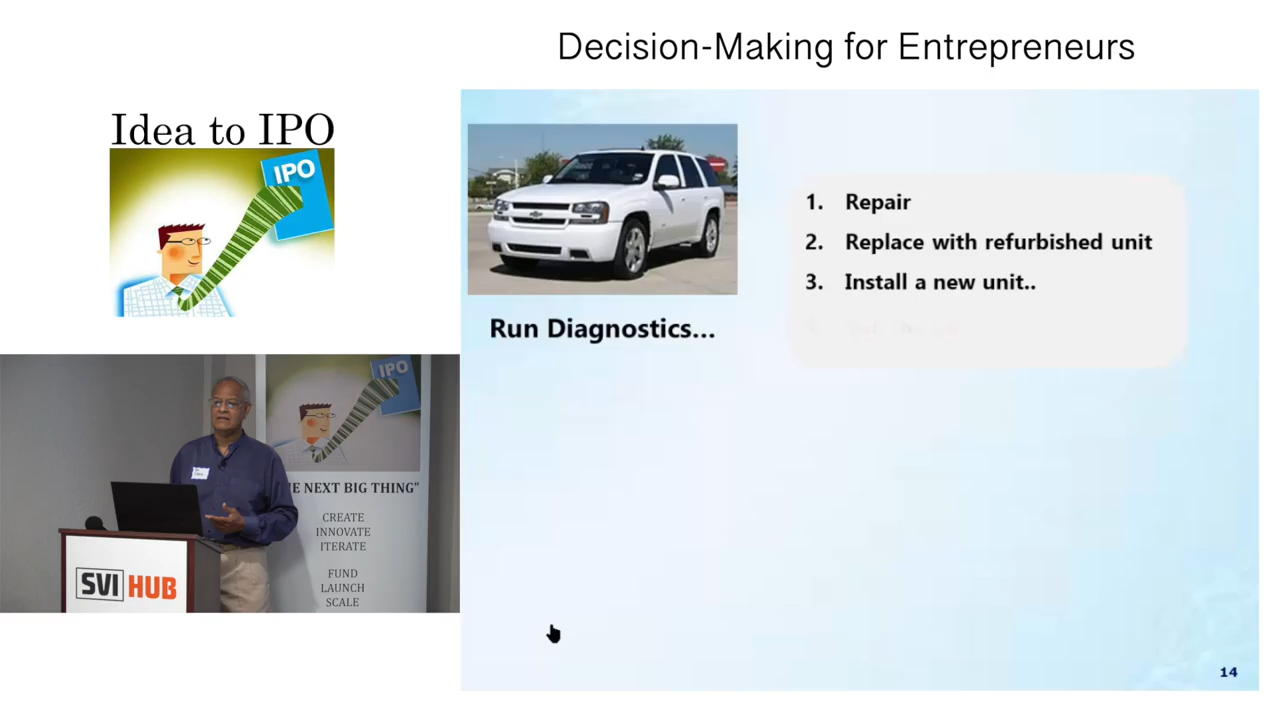 Decision-Making for Entrepreneurs
Idea to IPO
IPO
1. Repair
2. Replace with refurbished unit
3. Install a new unit..
Run Diagnostics...
IPO
E NEXT BIG THING"
CREATE
INNOVATE
ITERATE
FUND
LAUNCH
SCALE
SVI HUB
14